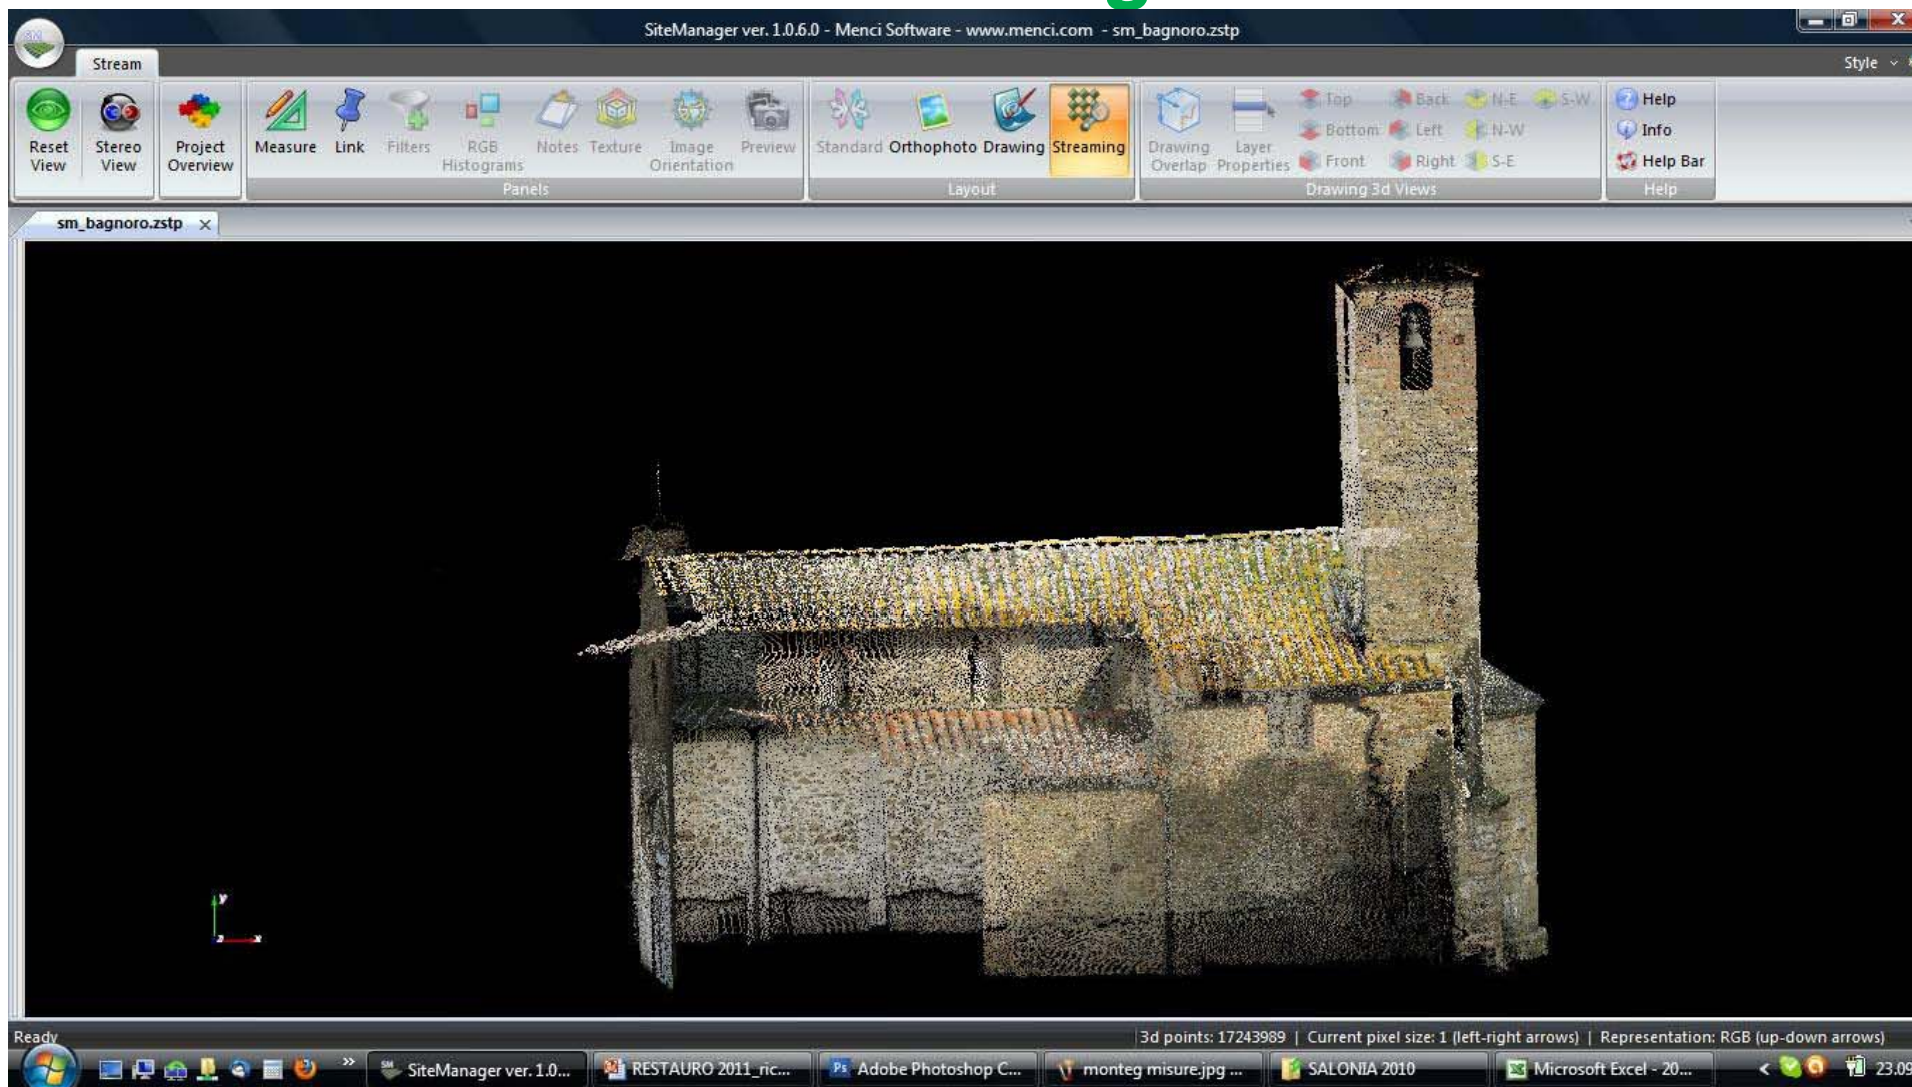 SiteManager ver. 1.0.6.0 - Menci Software - www.menci.com - sm_bagnoro.zstp
SM
Stream
Style
Reset View
Stereo View
Project Overview
Measure
Link
Filters
RGB Histograms
Notes
Texture
Image Orientation
Preview
Panels
Standard
Orthophoto
Drawing
Streaming
Layout
Drawing Overlap
Layer Properties
Top
Back
N-E
S-W
Bottom
Left
N-W
Front
Right
S-E
Drawing 3d Views
Help
Info
Help Bar
Help
sm_bagnoro.zstp
y
z
x
Ready
3d points: 17243989 | Current pixel size: 1 (left-right arrows) | Representation: RGB (up-down arrows)
SiteManager ver. 1.0...
RESTAURO 2011_ric...
Adobe Photoshop C...
monteg misure.jpg ...
SALONIA 2010
Microsoft Excel - 20...
23.09